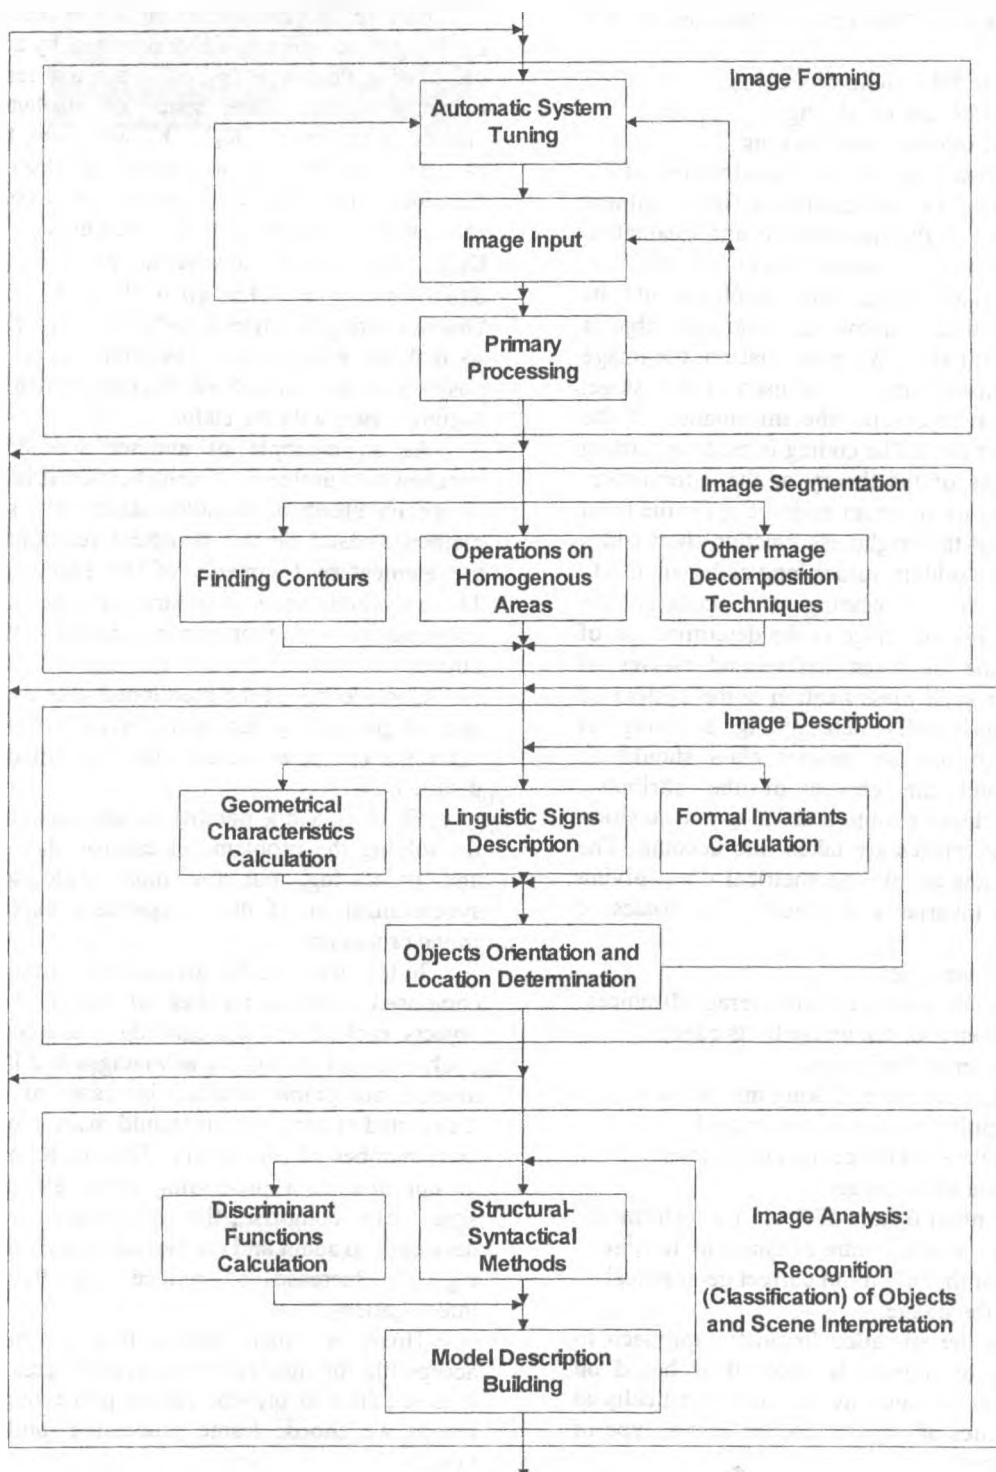 Image Forming
Automatic System
Tuning
Image Input
Primary
Processing
Image Segmentation
Finding Contours
Operations on
Homogenous
Areas
Other Image
Decomposition
Techniques
Image Description
Geometrical
Characteristics
Calculation
Linguistic Signs
Description
Formal Invariants
Calculation
Objects Orientation and
Location Determination
Discriminant
Functions
Calculation
Structural-
Syntactical
Methods
Image Analysis:
Recognition
(Classification) of Objects
and Scene Interpretation
Model Description
Building